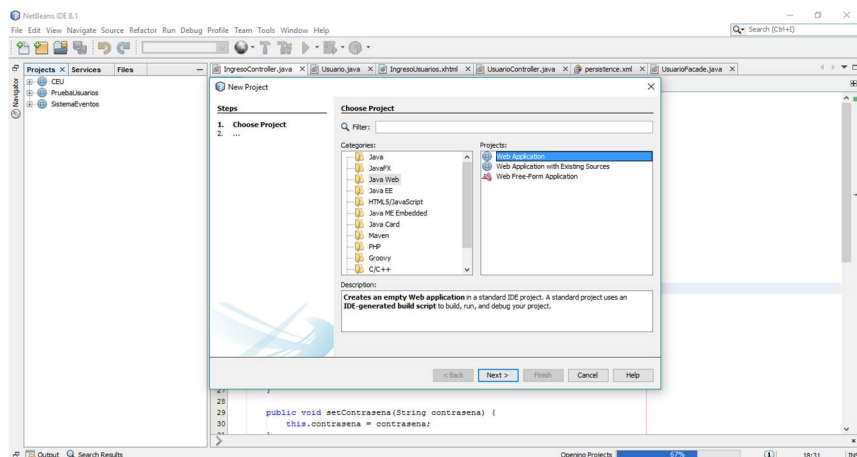 NetBeans IDE 8.1
File Edit View Navigate Source Refactor Run Debug Profile Team Tools Window Help
Search (Ctrl+I)
Projects Services Files
IngresoController.java Usuario.java IngresoUsuarios.xhtml UsuarioController.java persistence.xml UsuarioFacade.java
Navigator
CEU
PruebaUsuarios
SistemaEventos
New Project
Steps
1. Choose Project
2. ...
Choose Project
Filter:
Categories:
Java
JavaFX
Java Web
Java EE
HTML5/JavaScript
Java ME Embedded
Java Card
Maven
PHP
Groovy
C/C++
Projects:
Web Application
Web Application with Existing Sources
Web Free-Form Application
Description:
Creates an empty Web application in a standard IDE project. A standard project uses an
IDE-generated build script to build, run, and debug your project.
< Back Next > Finish Cancel Help
27 }
28
29 public void setContrasena(String contrasena) {
30 this.contrasena = contrasena;
Output Search Results
Opening Projects 67% 1 18:31 INS